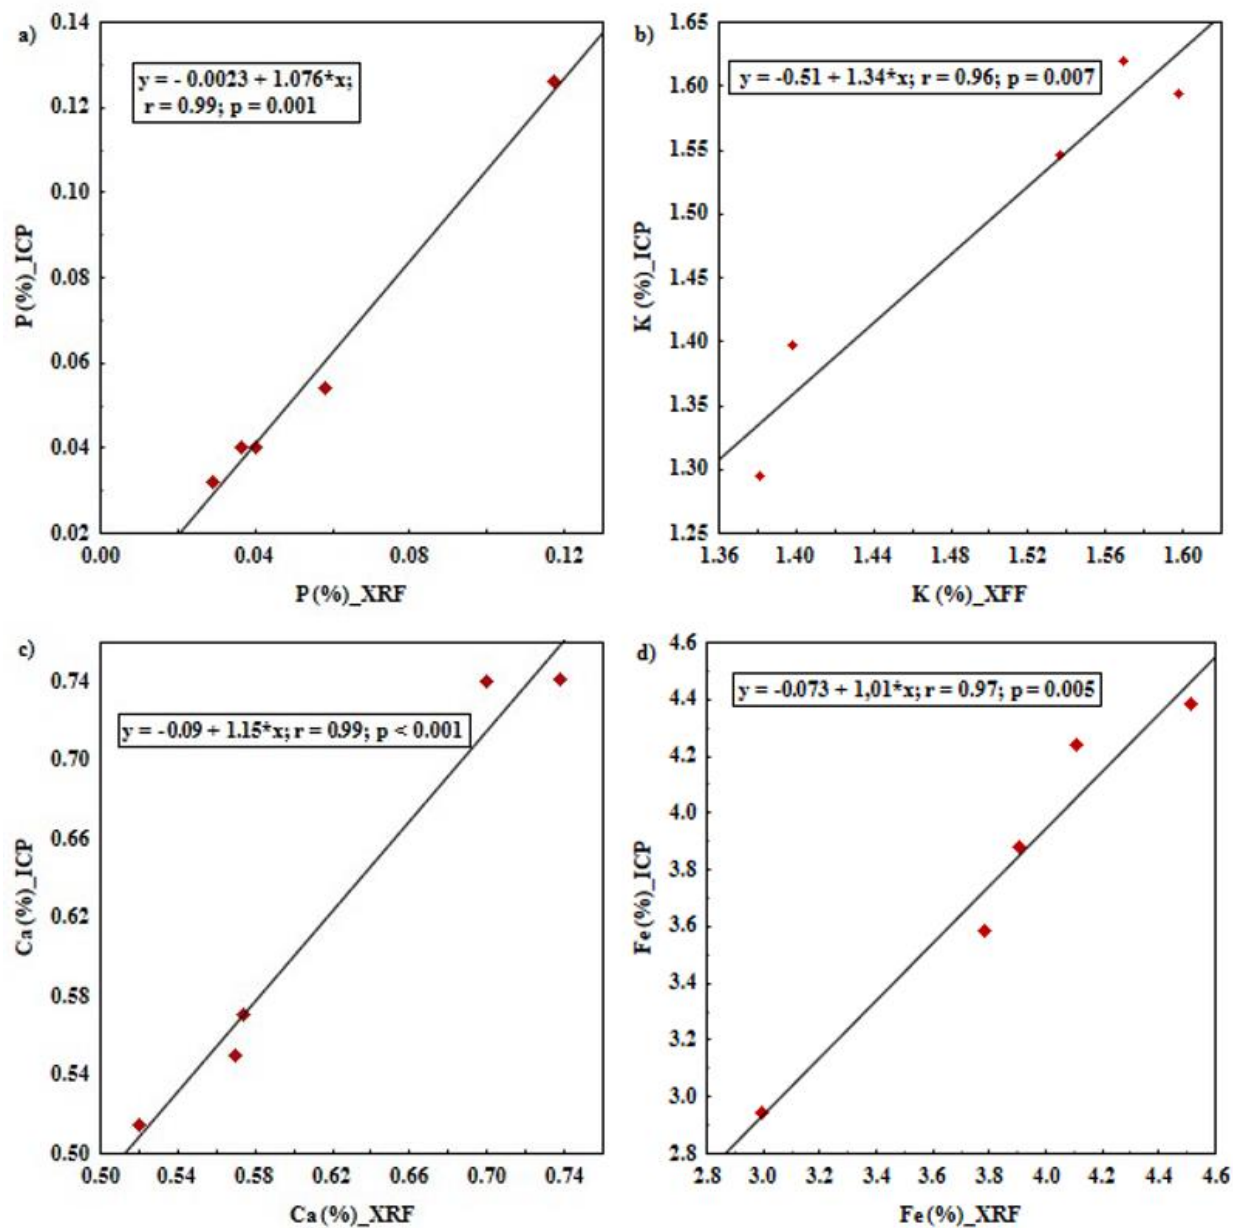 a)
y = - 0.0023 + 1.076*x;
r = 0.99; p = 0.001
0.14
0.12
0.10
0.08
0.06
0.04
0.02
P (%)_ICP
0.00 0.04 0.08 0.12
P (%)_XRF
b)
y = -0.51 + 1.34*x; r = 0.96; p = 0.007
1.65
1.60
1.55
1.50
1.45
1.40
1.35
1.30
1.25
K (%)_ICP
1.36 1.40 1.44 1.48 1.52 1.56 1.60
K (%)_XFF
c)
y = -0.09 + 1.15*x; r = 0.99; p < 0.001
0.74
0.70
0.66
0.62
0.58
0.54
0.50
Ca (%)_ICP
0.50 0.54 0.58 0.62 0.66 0.70 0.74
Ca (%)_XRF
d)
y = -0.073 + 1,01*x; r = 0.97; p = 0.005
4.6
4.4
4.2
4.0
3.8
3.6
3.4
3.2
3.0
2.8
Fe (%)_ICP
2.8 3.0 3.2 3.4 3.6 3.8 4.0 4.2 4.4 4.6
Fe (%)_XRF